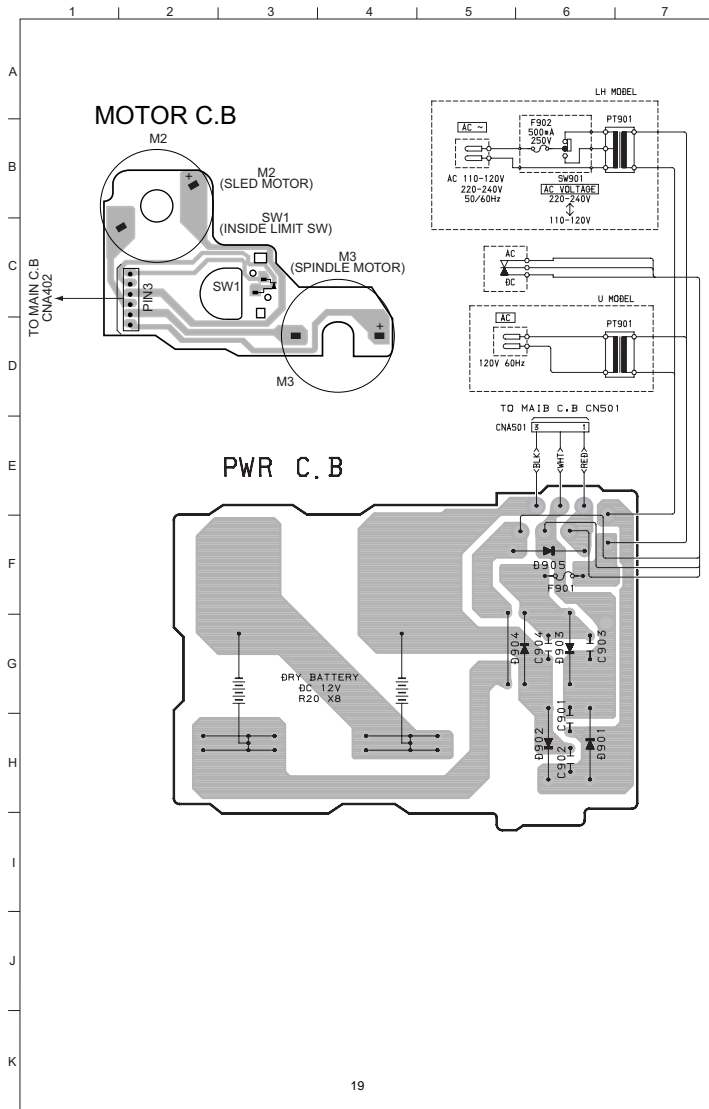 1 2 3 4 5 6 7
A
B
C
D
E
F
G
H
I
J
K
MOTOR C.B
M2
M2
(SLED MOTOR)
SW1
(INSIDE LIMIT SW)
M3
(SPINDLE MOTOR)
SW1
PIN3
TO MAIN C.B
CNA402
M3
LH MODEL
AC ~
F902
500mA
250V
PT901
AC 110-120V
220-240V
50/60Hz
SW901
AC VOLTAGE
220-240V
110-120V
AC
DC
U MODEL
AC
PT901
120V 60Hz
TO MAIB C.B CN501
CNA501 3 1
BLK
WHT
RED
PWR C.B
D905
F901
D904
C904
D903
C903
DRY BATTERY
DC 12V
R20 X8
C901
D902
C902
D901
19